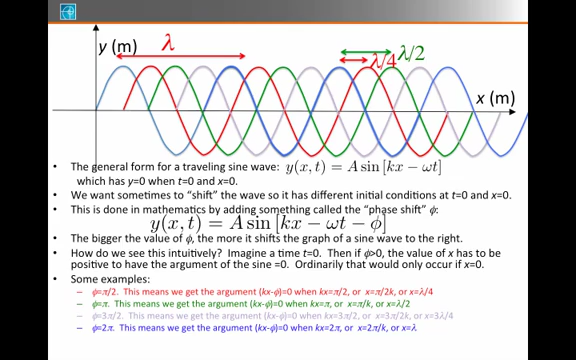 y (m)
λ
λ/4
λ/2
x (m)
• The general form for a traveling sine wave: y(x, t) = A sin [kx − ωt]
which has y=0 when t=0 and x=0.
• We want sometimes to “shift” the wave so it has different initial conditions at t=0 and x=0.
• This is done in mathematics by adding something called the “phase shift” ϕ:
y(x, t) = A sin [kx − ωt − ϕ]
• The bigger the value of ϕ, the more it shifts the graph of a sine wave to the right.
• How do we see this intuitively? Imagine a time t=0. Then if ϕ>0, the value of x has to be
positive to have the argument of the sine =0. Ordinarily that would only occur if x=0.
• Some examples:
– ϕ=π/2. This means we get the argument (kx-ϕ)=0 when kx=π/2, or x=π/2k, or x=λ/4
– ϕ=π. This means we get the argument (kx-ϕ)=0 when kx=π, or x=π/k, or x=λ/2
– ϕ=3π/2. This means we get the argument (kx-ϕ)=0 when kx=3π/2, or x=3π/2k, or x=3λ/4
– ϕ=2π. This means we get the argument (kx-ϕ)=0 when kx=2π, or x=2π/k, or x=λ